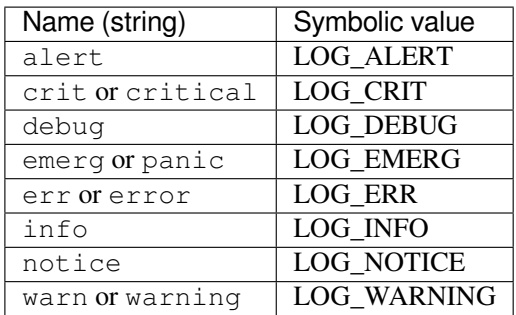 Name (string) Symbolic value
alert LOG_ALERT
crit or critical LOG_CRIT
debug LOG_DEBUG
emerg or panic LOG_EMERG
err or error LOG_ERR
info LOG_INFO
notice LOG_NOTICE
warn or warning LOG_WARNING